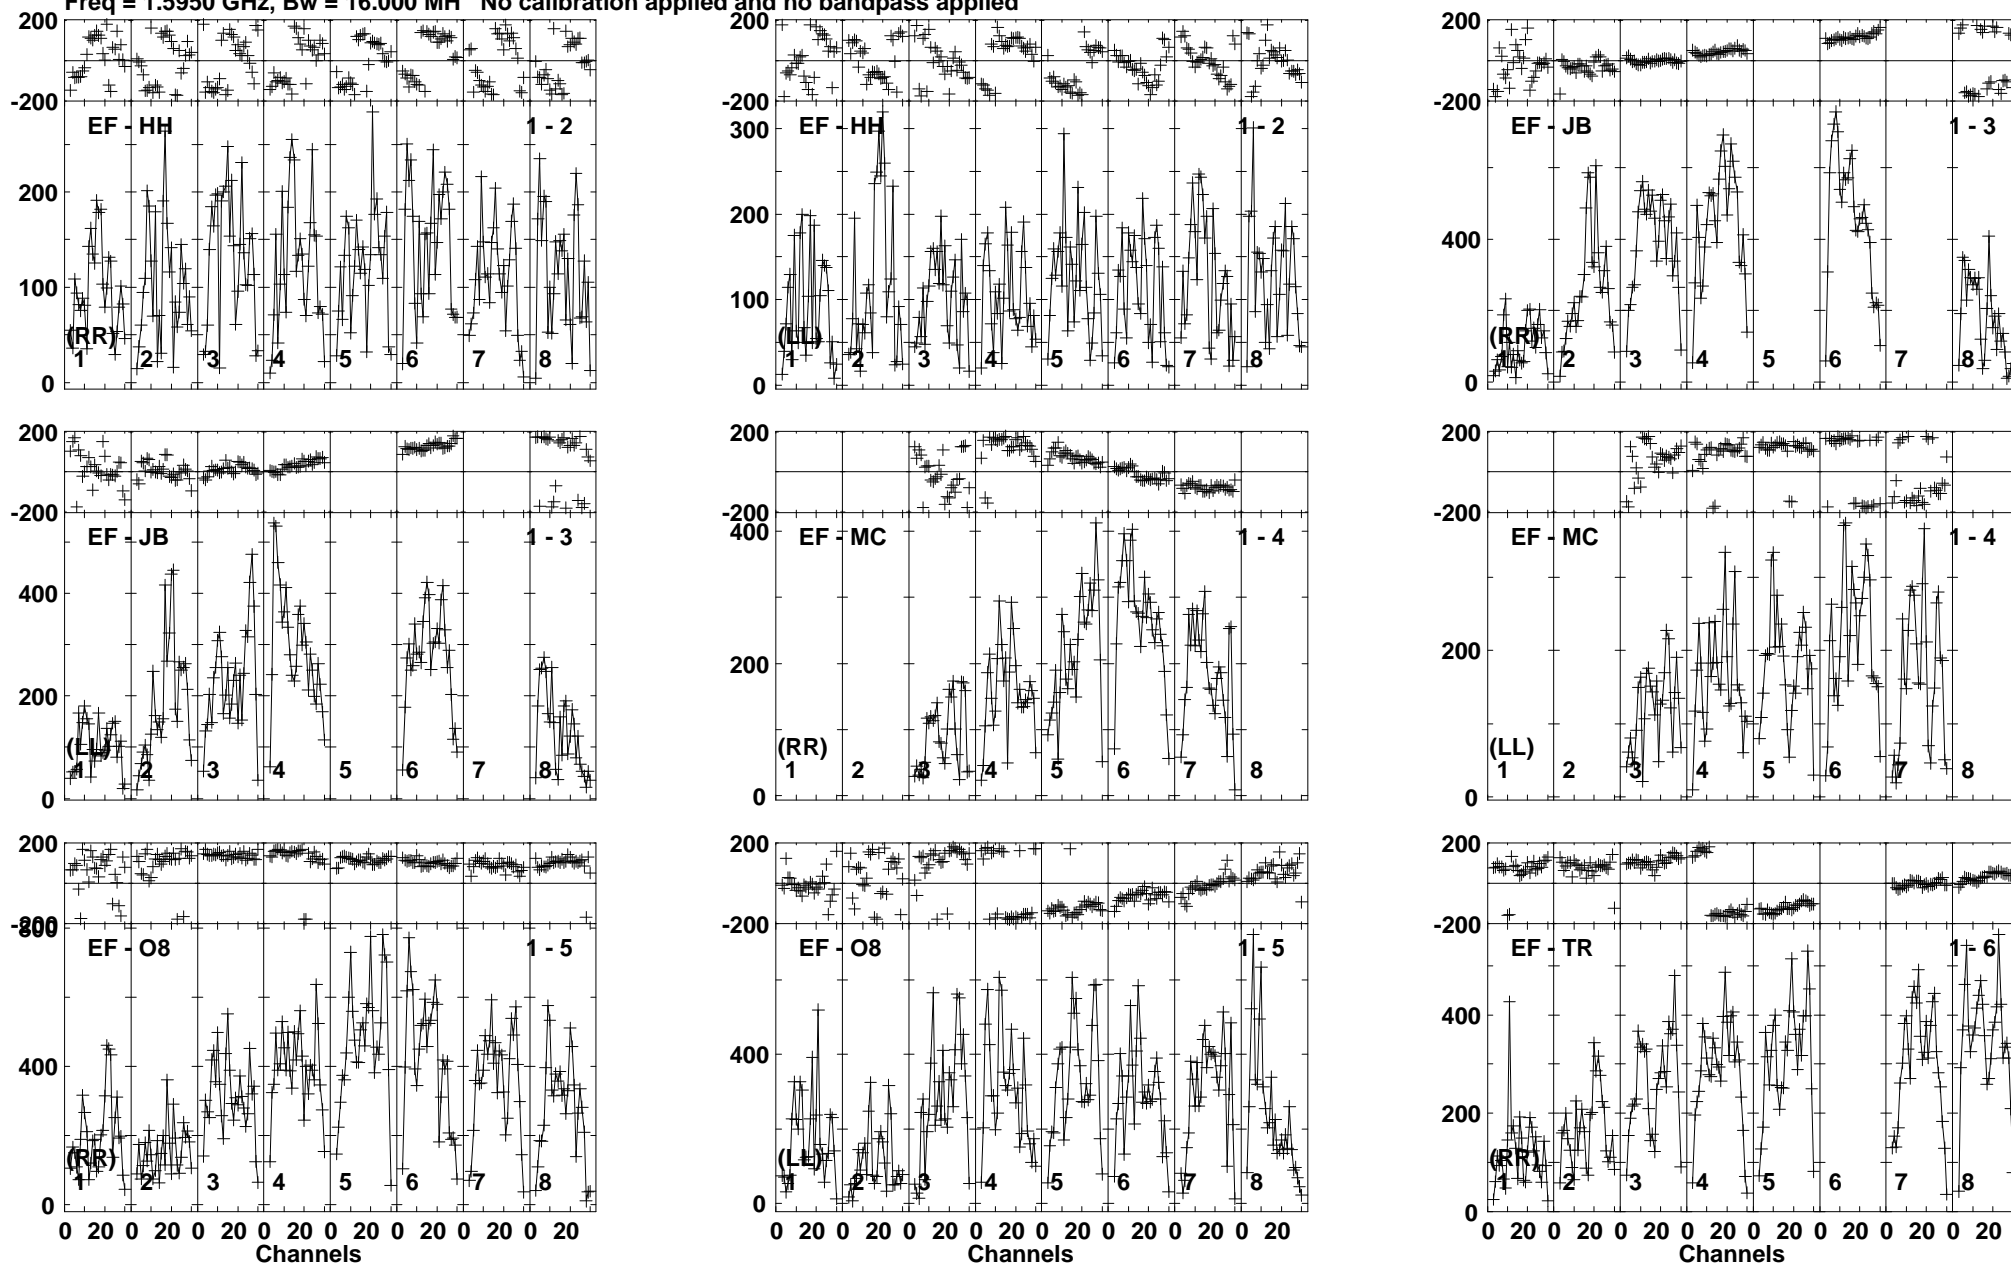 Freq = 1.5950 GHz, Bw = 16.000 MH No calibration applied and no bandpass applied
200 200 200
-200 -200 -200
EF - HH 1 - 2 EF - HH 1 - 2 EF - JB 1 - 3
300
200 200 400
100 100
(RR) (LL) (RR)
1 2 3 4 5 6 7 8 1 2 3 4 5 6 7 8 1 2 3 4 5 6 7 8
0 0 0
200 200 200
-200 -200 -200
EF - JB 1 - 3 EF - MC 1 - 4 EF - MC 1 - 4
400 400
200 200 200
(LL) (RR) (LL)
1 2 3 4 5 6 7 8 1 2 3 4 5 6 7 8 1 2 3 4 5 6 7 8
0 0 0
200 200 200
-200 -200 -200
800
EF - O8 1 - 5 EF - O8 1 - 5 EF - TR 1 - 6
400 400 400
200
(RR) (LL) (RR)
1 2 3 4 5 6 7 8 1 2 3 4 5 6 7 8 1 2 3 4 5 6 7 8
0 0 0
0 20 0 20 0 20 0 20 0 20 0 20 0 20 0 20 0 20 0 20 0 20 0 20 0 20 0 20 0 20 0 20 0 20 0 20 0 20 0 20 0 20 0 20 0 20 0 20
Channels Channels Channels